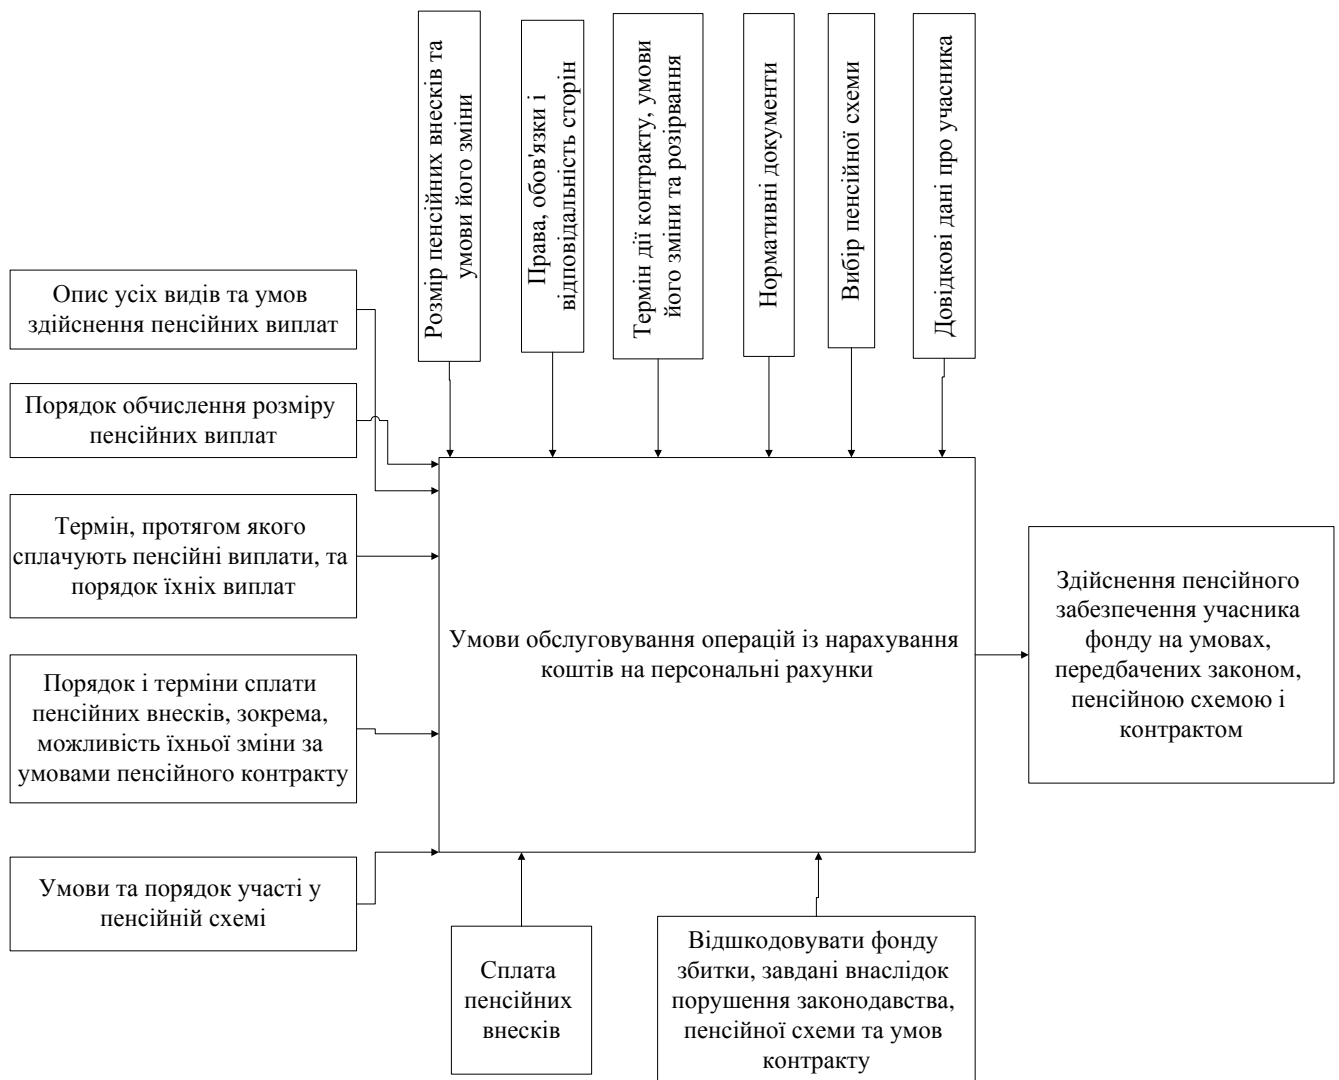 Розмір пенсійних внесків та
умови його зміни
Права, обов'язки і
відповідальність сторін
Термін дії контракту, умови
його зміни та розірвання
Нормативні документи
Вибір пенсійної схеми
Довідкові дані про учасника
Опис усіх видів та умов
здійснення пенсійних виплат
Порядок обчислення розміру
пенсійних виплат
Термін, протягом якого
сплачують пенсійні виплати, та
порядок їхніх виплат
Порядок і терміни сплати
пенсійних внесків, зокрема,
можливість їхньої зміни за
умовами пенсійного контракту
Умови та порядок участі у
пенсійній схемі
Умови обслуговування операцій із нарахування
коштів на персональні рахунки
Здійснення пенсійного
забезпечення учасника
фонду на умовах,
передбачених законом,
пенсійною схемою і
контрактом
Сплата
пенсійних
внесків
Відшкодовувати фонду
збитки, завдані внаслідок
порушення законодавства,
пенсійної схеми та умов
контракту